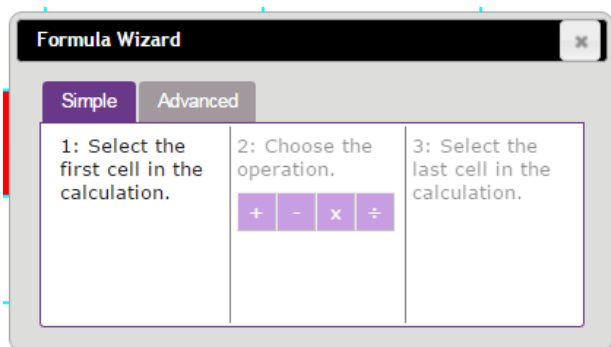 Formula Wizard
×
Simple
Advanced
1: Select the
first cell in the
calculation.
2: Choose the
operation.
+ - x ÷
3: Select the
last cell in the
calculation.